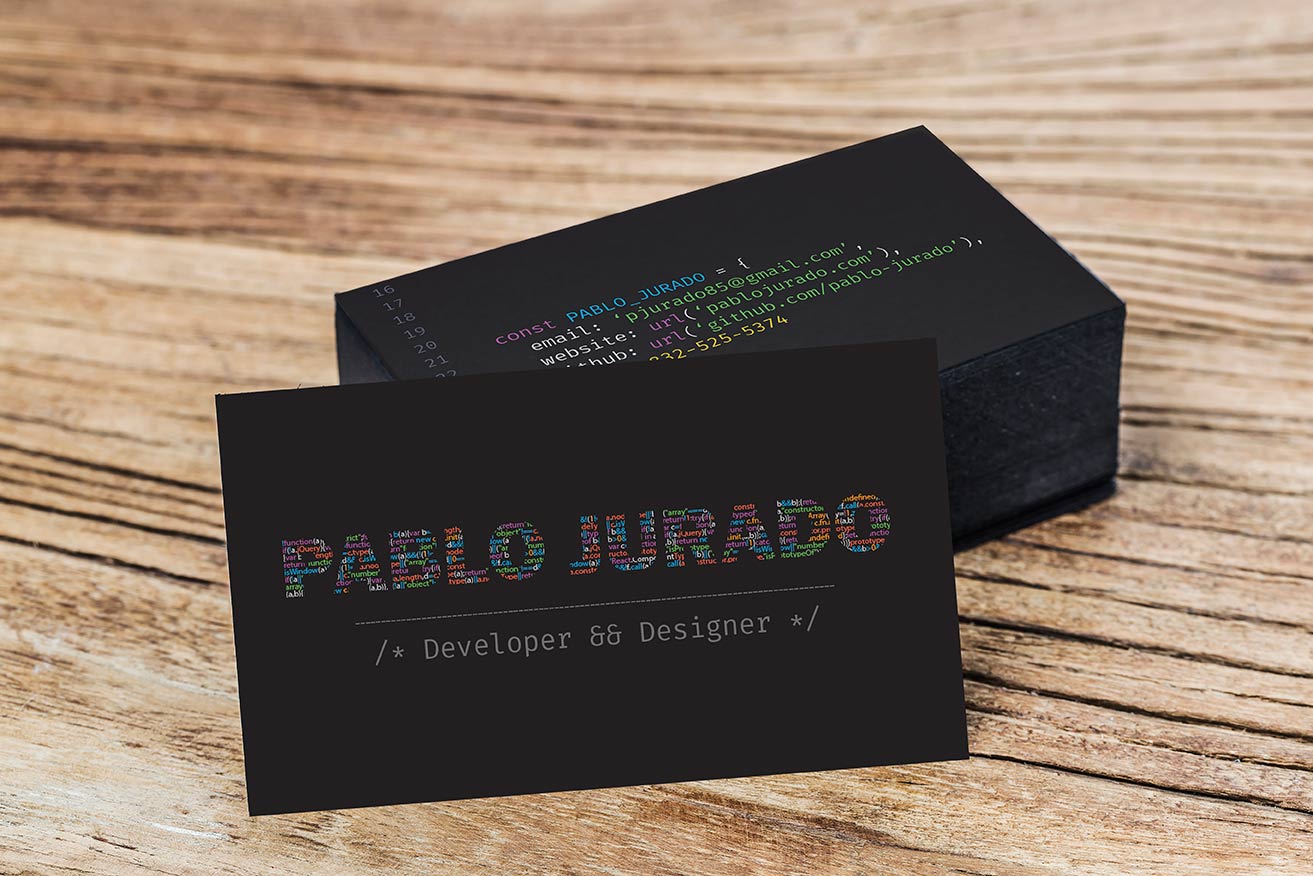 16
17
18
19
20
21
const PABLO_JURADO = {
email: 'pjurado85@gmail.com',
website: url('pablojurado.com'),
url('github.com/pablo-jurado'),
832-525-5374
PABLO JURADO
/* Developer && Designer */